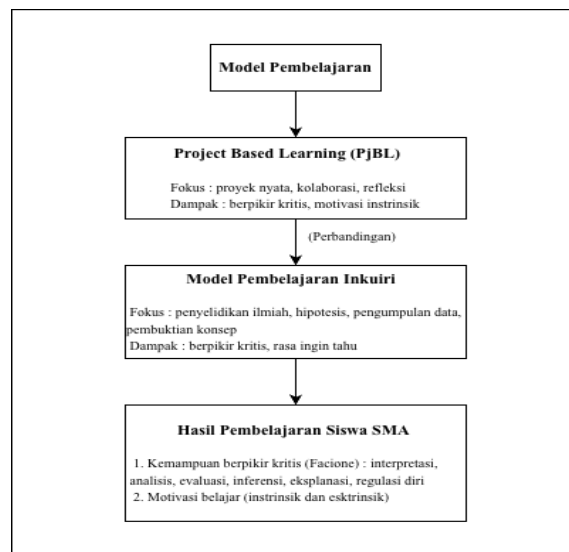 Model Pembelajaran
Project Based Learning (PjBL)
Fokus : proyek nyata, kolaborasi, refleksi
Dampak : berpikir kritis, motivasi instrinsik
(Perbandingan)
Model Pembelajaran Inkuiri
Fokus : penyelidikan ilmiah, hipotesis, pengumpulan data,
pembuktian konsep
Dampak : berpikir kritis, rasa ingin tahu
Hasil Pembelajaran Siswa SMA
1. Kemampuan berpikir kritis (Facione) : interpretasi,
analisis, evaluasi, inferensi, eksplanasi, regulasi diri
2. Motivasi belajar (instrinsik dan esktrinsik)